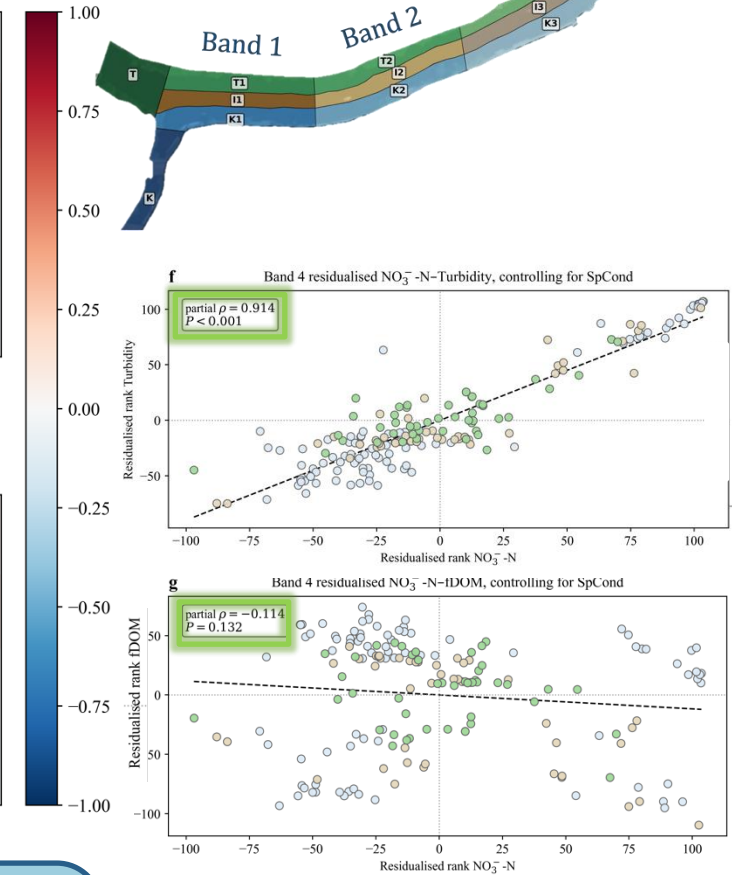 1.00
0.75
0.50
0.25
0.00
−0.25
−0.50
−0.75
−1.00
Band 1
Band 2
T
T1
I1
K1
K
T2
I2
K2
I3
K3
f
Band 4 residualised NO₃⁻ -N−Turbidity, controlling for SpCond
partial ρ = 0.914
P < 0.001
Residualised rank Turbidity
100
50
0
−50
−100
−75
−50
−25
0
25
50
75
100
Residualised rank NO₃⁻ -N
g
Band 4 residualised NO₃⁻ -N−fDOM, controlling for SpCond
partial ρ = −0.114
P = 0.132
Residualised rank fDOM
50
0
−50
−100
−100
−75
−50
−25
0
25
50
75
100
Residualised rank NO₃⁻ -N